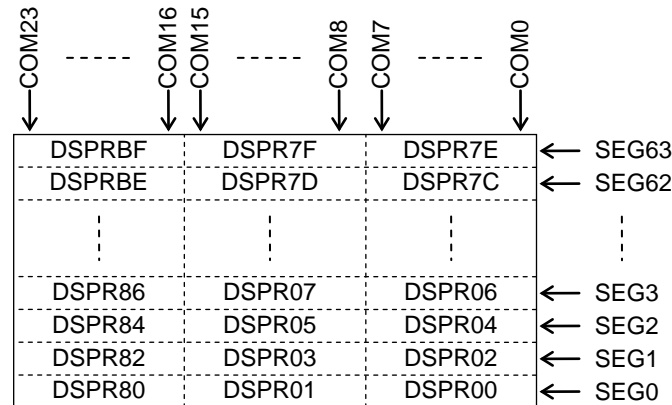 COM23 COM16 COM15 COM8 COM7 COM0
DSPRBF DSPR7F DSPR7E SEG63
DSPRBE DSPR7D DSPR7C SEG62
DSPR86 DSPR07 DSPR06 SEG3
DSPR84 DSPR05 DSPR04 SEG2
DSPR82 DSPR03 DSPR02 SEG1
DSPR80 DSPR01 DSPR00 SEG0